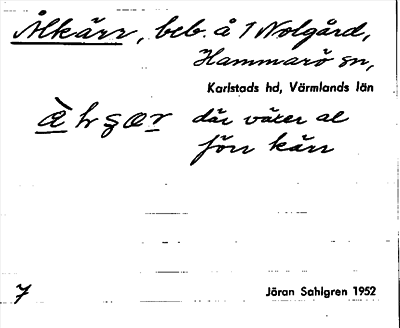 Ålkärr, beb. å 1 Nolgård,
Hammarö sn,
Karlstads hd, Värmlands län
där växer al
förr kärr
7
Jöran Sahlgren 1952